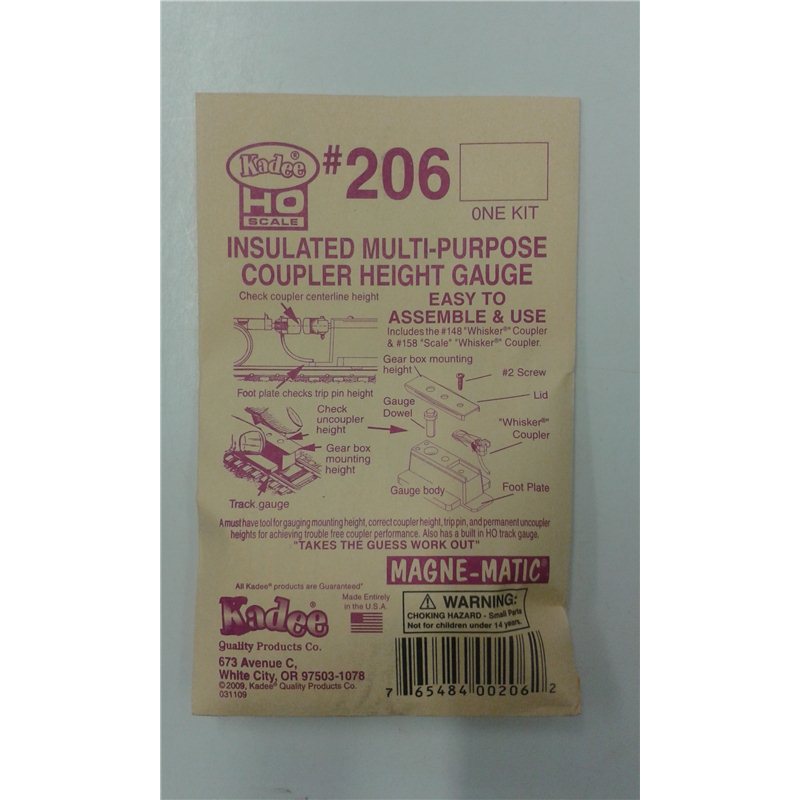 Kadee®
HO
SCALE
#206
ONE KIT
INSULATED MULTI-PURPOSE
COUPLER HEIGHT GAUGE
Check coupler centerline height
EASY TO
ASSEMBLE & USE
Includes the #148 "Whisker®" Coupler
& #158 "Scale" "Whisker®" Coupler.
Foot plate checks trip pin height
Gear box mounting
height
#2 Screw
Lid
Gauge
Dowel
"Whisker®"
Coupler
Check
uncoupler
height
Gear box
mounting
height
Track gauge
Gauge body
Foot Plate
A must have tool for gauging mounting height, correct coupler height, trip pin, and permanent uncoupler
heights for achieving trouble free coupler performance. Also has a built in HO track gauge.
"TAKES THE GUESS WORK OUT"
MAGNE-MATIC®
All Kadee® products are Guaranteed"
Kadee®
Quality Products Co.
Made Entirely
in the U.S.A.
673 Avenue C,
White City, OR 97503-1078
©2009, Kadee® Quality Products Co.
031109
WARNING:
CHOKING HAZARD - Small Parts
Not for children under 14 years.
7 65484 00206 2